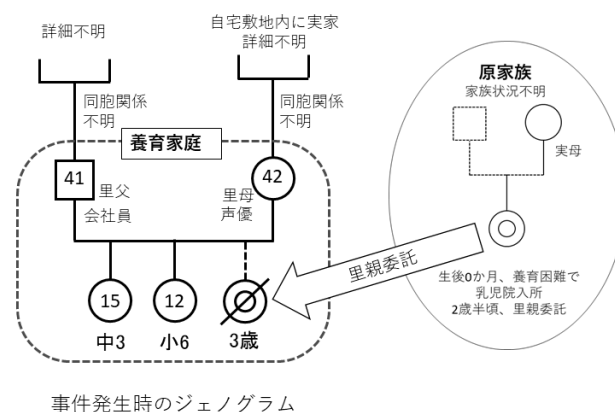 詳細不明
自宅敷地内に実家
詳細不明
同胞関係
不明
同胞関係
不明
養育家庭
41
里父
会社員
42
里母
声優
15
中3
12
小6
3歳
里親委託
原家族
家族状況不明
実母
生後0か月、養育困難で
乳児院入所
2歳半頃、里親委託
事件発生時のジェノグラム